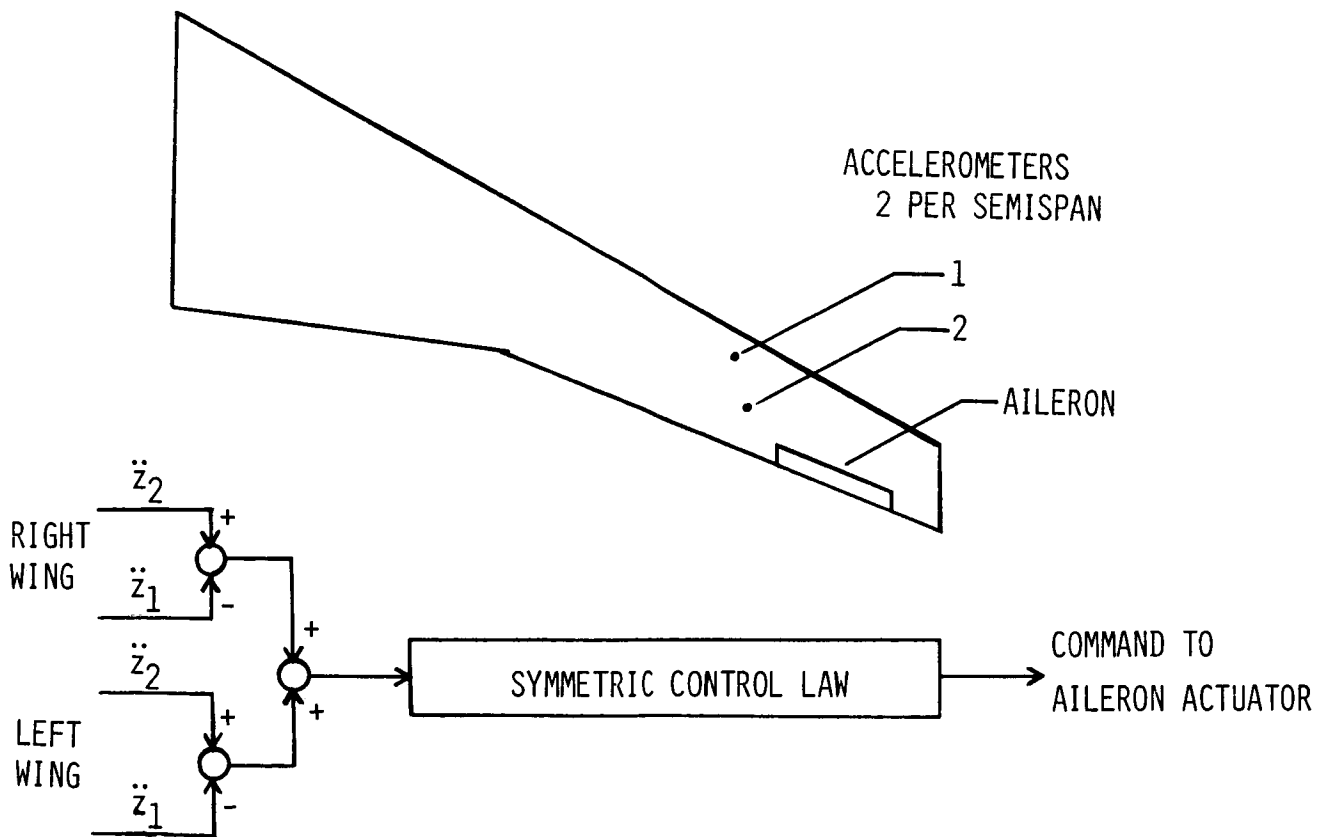 ACCELEROMETERS
2 PER SEMISPAN
1
2
AILERON
z̈2
+
RIGHT
WING
z̈1
-
+
z̈2
SYMMETRIC CONTROL LAW
COMMAND TO
AILERON ACTUATOR
+
+
LEFT
WING
z̈1
-